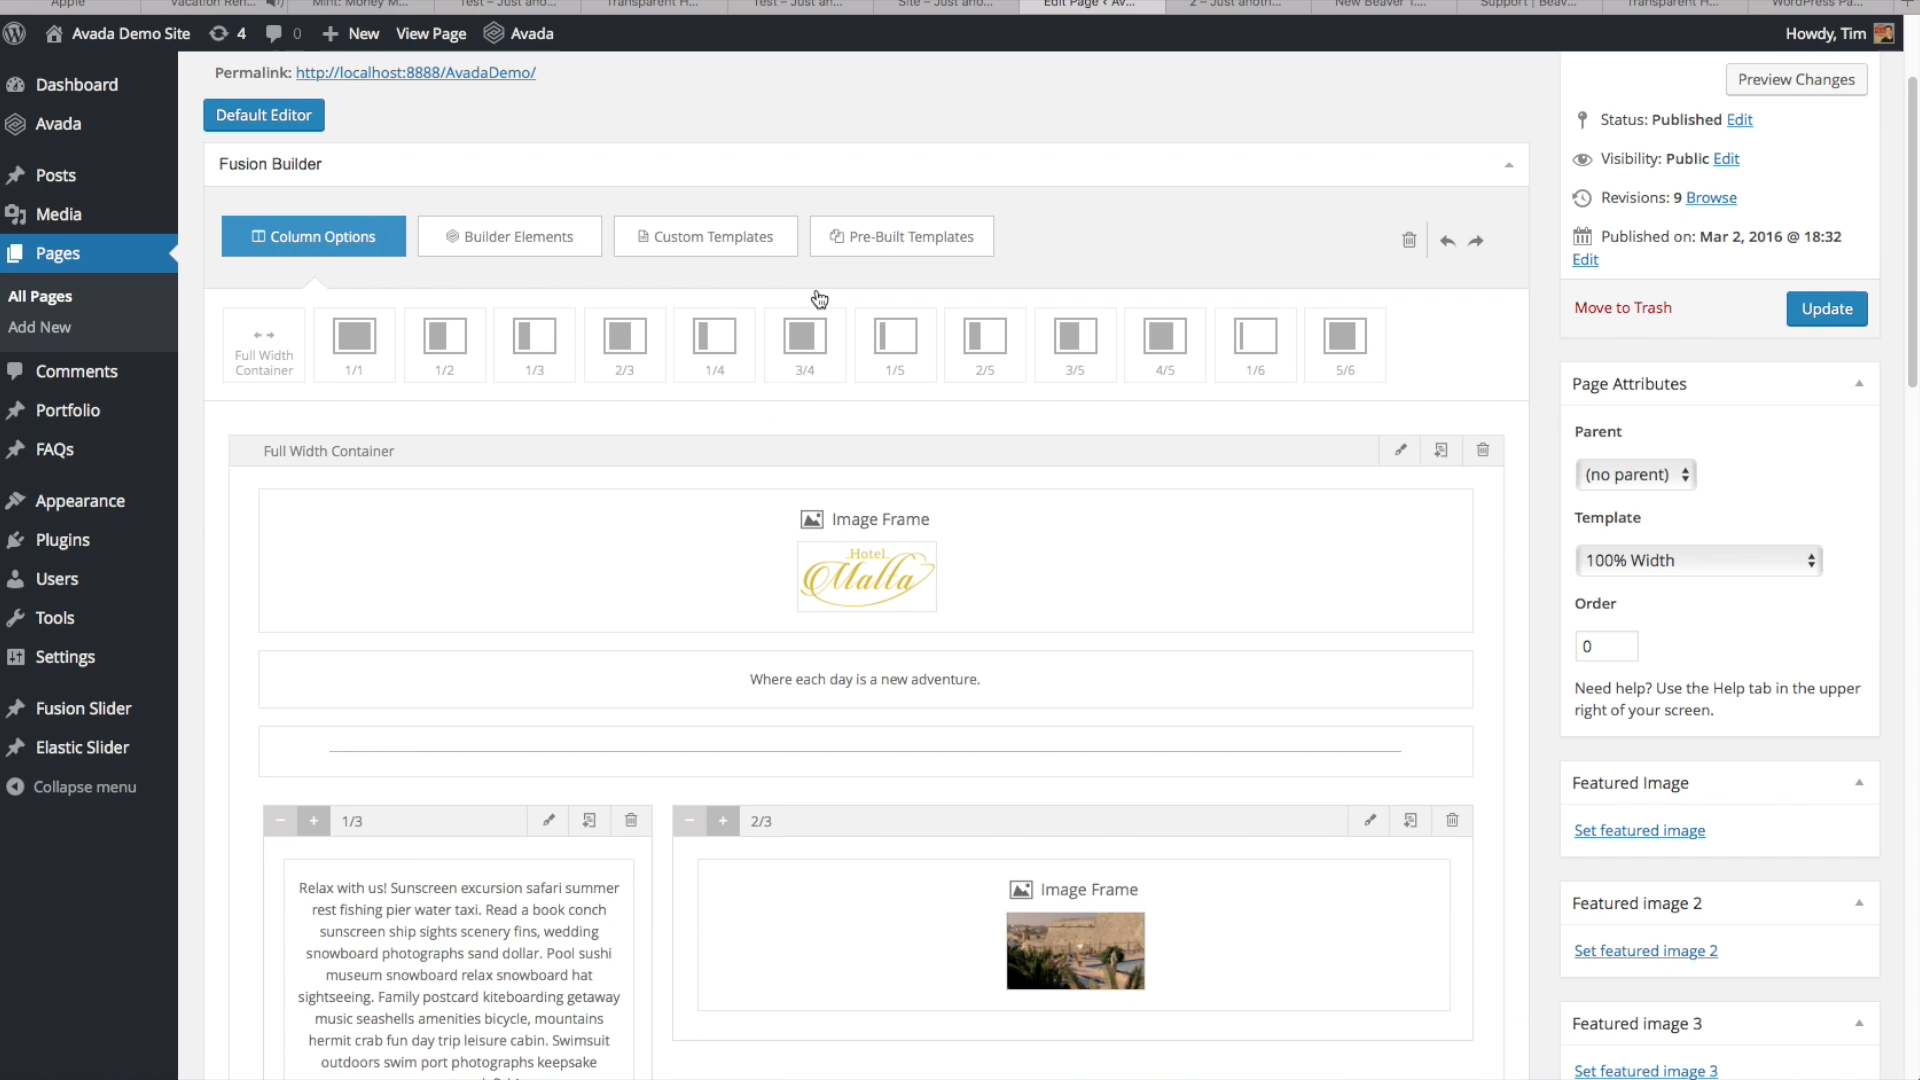 Apple
Vacation Ren...
Mint: Money M...
Test – Just ano...
Transparent H...
Test – Just an...
Site – Just ano...
Edit Page ‹ Av...
2 – Just anoth...
New Beaver T...
Support | Beav...
Transparent H...
WordPress Pa...
Avada Demo Site
4
0
New
View Page
Avada
Howdy, Tim
Dashboard
Avada
Posts
Media
Pages
All Pages
Add New
Comments
Portfolio
FAQs
Appearance
Plugins
Users
Tools
Settings
Fusion Slider
Elastic Slider
Collapse menu
Permalink: http://localhost:8888/AvadaDemo/
Default Editor
Fusion Builder
Column Options
Builder Elements
Custom Templates
Pre-Built Templates
Full Width
Container
1/1
1/2
1/3
2/3
1/4
3/4
1/5
2/5
3/5
4/5
1/6
5/6
Full Width Container
Image Frame
Hotel
Malla
Where each day is a new adventure.
1/3
Relax with us! Sunscreen excursion safari summer
rest fishing pier water taxi. Read a book conch
sunscreen ship sights scenery fins, wedding
snowboard photographs sand dollar. Pool sushi
museum snowboard relax snowboard hat
sightseeing. Family postcard kiteboarding getaway
music seashells amenities bicycle, mountains
hermit crab fun day trip leisure cabin. Swimsuit
outdoors swim port photographs keepsake
2/3
Image Frame
Preview Changes
Status: Published Edit
Visibility: Public Edit
Revisions: 9 Browse
Published on: Mar 2, 2016 @ 18:32
Edit
Move to Trash
Update
Page Attributes
Parent
(no parent)
Template
100% Width
Order
0
Need help? Use the Help tab in the upper
right of your screen.
Featured Image
Set featured image
Featured image 2
Set featured image 2
Featured image 3
Set featured image 3